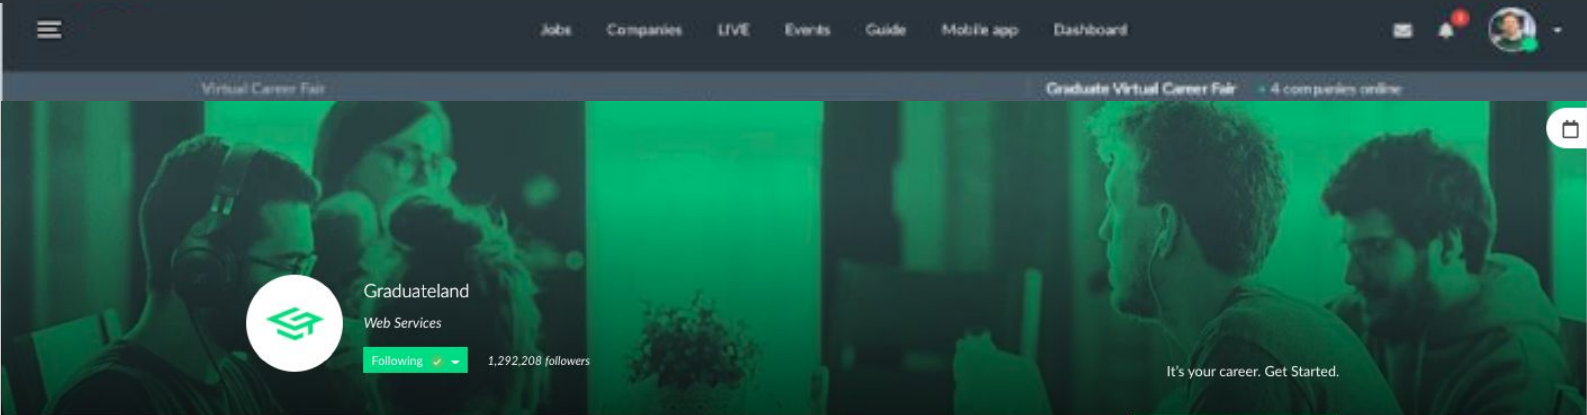 Jobs Companies LIVE Events Guide Mobile app Dashboard
Virtual Career Fair
Graduate Virtual Career Fair 4 companies online
Graduateland
Web Services
Following
1,292,208 followers
It's your career. Get Started.